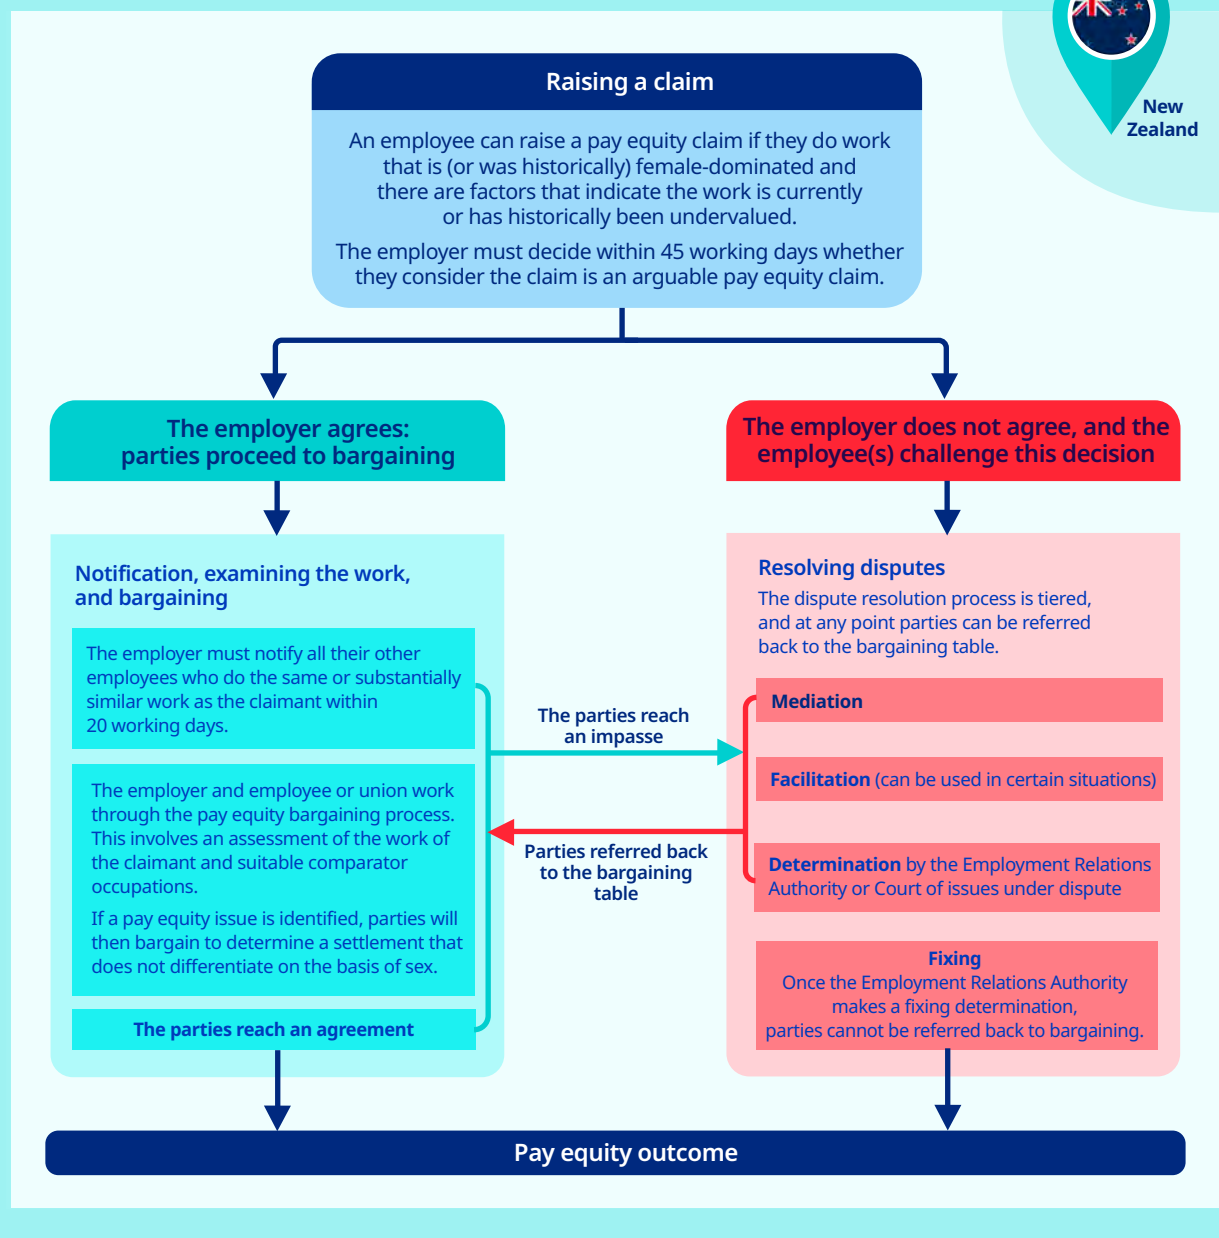 New
Zealand
Raising a claim
An employee can raise a pay equity claim if they do work
that is (or was historically) female-dominated and
there are factors that indicate the work is currently
or has historically been undervalued.
The employer must decide within 45 working days whether
they consider the claim is an arguable pay equity claim.
The employer agrees:
parties proceed to bargaining
Notification, examining the work,
and bargaining
The employer must notify all their other
employees who do the same or substantially
similar work as the claimant within
20 working days.
The employer and employee or union work
through the pay equity bargaining process.
This involves an assessment of the work of
the claimant and suitable comparator
occupations.
If a pay equity issue is identified, parties will
then bargain to determine a settlement that
does not differentiate on the basis of sex.
The parties reach an agreement
The parties reach
an impasse
Parties referred back
to the bargaining
table
The employer does not agree, and the
employee(s) challenge this decision
Resolving disputes
The dispute resolution process is tiered,
and at any point parties can be referred
back to the bargaining table.
Mediation
Facilitation (can be used in certain situations)
Determination by the Employment Relations
Authority or Court of issues under dispute
Fixing
Once the Employment Relations Authority
makes a fixing determination,
parties cannot be referred back to bargaining.
Pay equity outcome